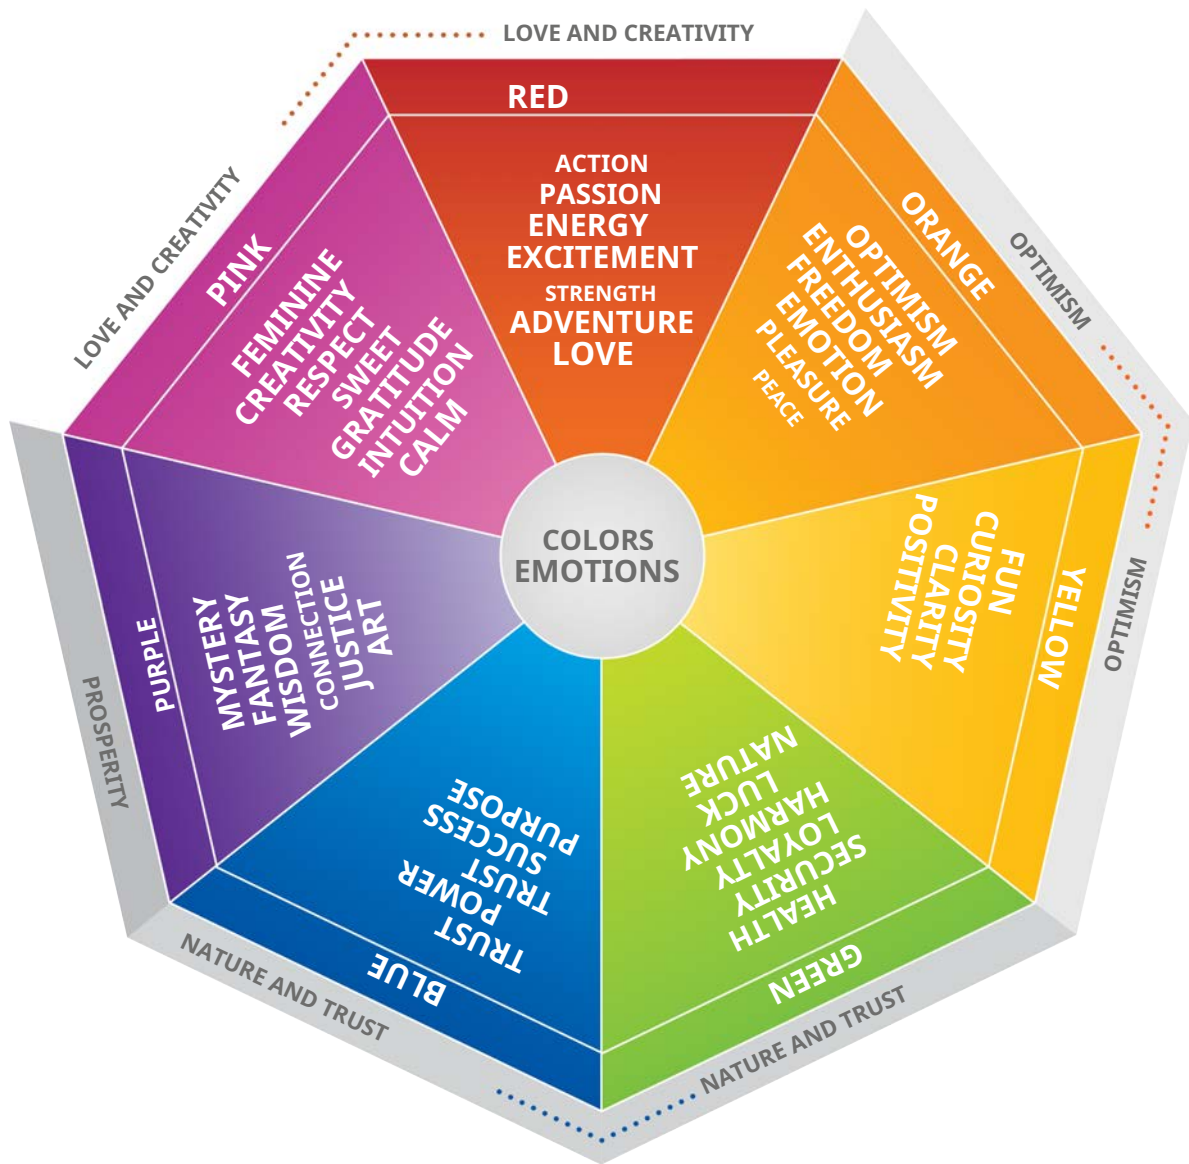 LOVE AND CREATIVITY
RED
ACTION
PASSION
ENERGY
EXCITEMENT
STRENGTH
ADVENTURE
LOVE
OPTIMISM
ORANGE
OPTIMISM
ENTHUSIASM
FREEDOM
EMOTION
PLEASURE
PEACE
OPTIMISM
YELLOW
FUN
CURIOSITY
CLARITY
POSITIVITY
NATURE AND TRUST
GREEN
HEALTH
SECURITY
LOYALTY
HARMONY
LUCK
NATURE
NATURE AND TRUST
BLUE
TRUST
POWER
TRUST
SUCCESS
PURPOSE
PROSPERITY
PURPLE
MYSTERY
FANTASY
WISDOM
CONNECTION
JUSTICE
ART
LOVE AND CREATIVITY
PINK
FEMININE
CREATIVITY
RESPECT
SWEET
GRATITUDE
INTUITION
CALM
COLORS
EMOTIONS